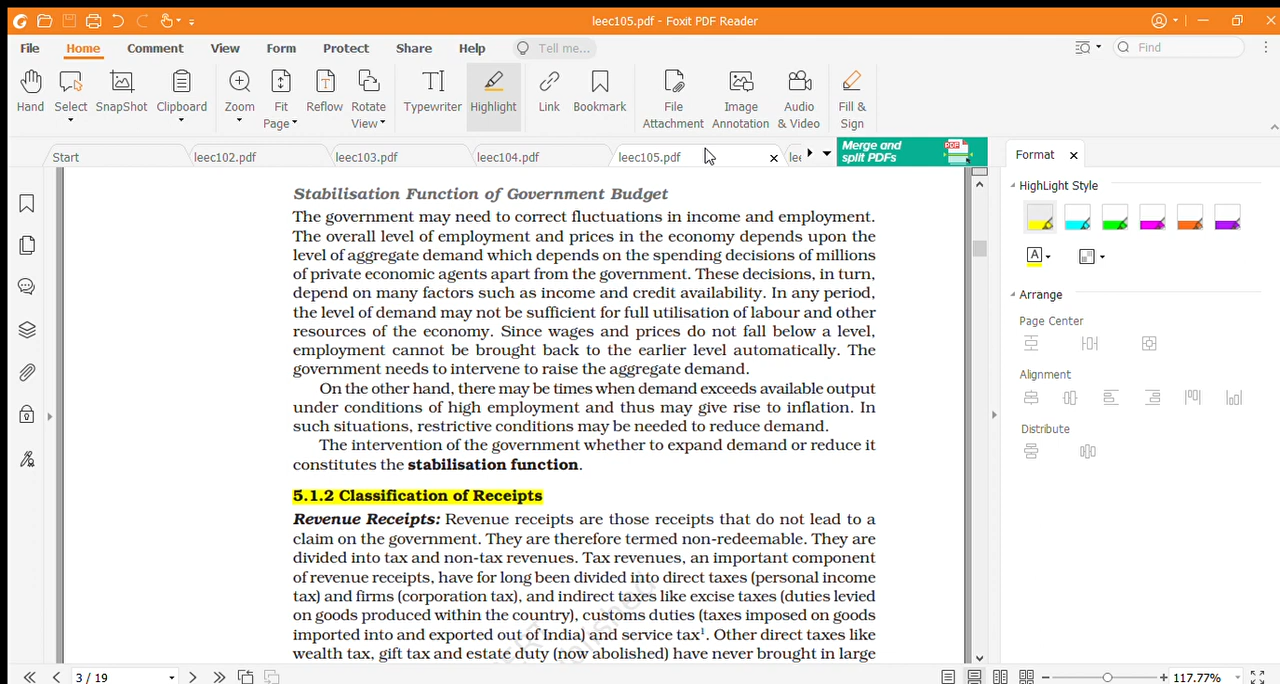 leec105.pdf - Foxit PDF Reader
File Home Comment View Form Protect Share Help Tell me... Find
Hand Select SnapShot Clipboard Zoom Fit Page Reflow Rotate View Typewriter Highlight Link Bookmark File Attachment Image Annotation Audio & Video Fill & Sign
Start leec102.pdf leec103.pdf leec104.pdf leec105.pdf lee
Merge and
split PDFs
PDF
Stabilisation Function of Government Budget
The government may need to correct fluctuations in income and employment.
The overall level of employment and prices in the economy depends upon the
level of aggregate demand which depends on the spending decisions of millions
of private economic agents apart from the government. These decisions, in turn,
depend on many factors such as income and credit availability. In any period,
the level of demand may not be sufficient for full utilisation of labour and other
resources of the economy. Since wages and prices do not fall below a level,
employment cannot be brought back to the earlier level automatically. The
government needs to intervene to raise the aggregate demand.
On the other hand, there may be times when demand exceeds available output
under conditions of high employment and thus may give rise to inflation. In
such situations, restrictive conditions may be needed to reduce demand.
The intervention of the government whether to expand demand or reduce it
constitutes the stabilisation function.
5.1.2 Classification of Receipts
Revenue Receipts: Revenue receipts are those receipts that do not lead to a
claim on the government. They are therefore termed non-redeemable. They are
divided into tax and non-tax revenues. Tax revenues, an important component
of revenue receipts, have for long been divided into direct taxes (personal income
tax) and firms (corporation tax), and indirect taxes like excise taxes (duties levied
on goods produced within the country), customs duties (taxes imposed on goods
imported into and exported out of India) and service tax¹. Other direct taxes like
wealth tax, gift tax and estate duty (now abolished) have never brought in large
Format
HighLight Style
A
Arrange
Page Center
Alignment
Distribute
3 / 19
117.77%